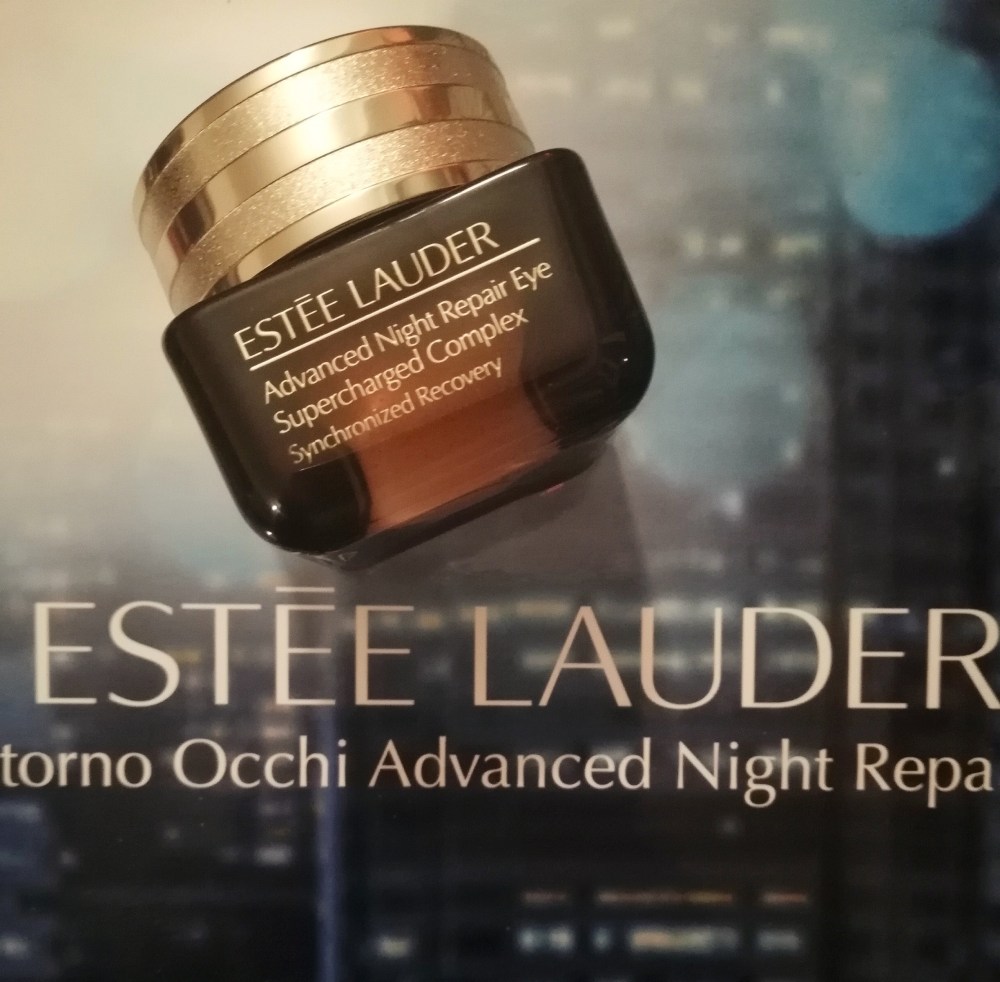 ESTĒE LAUDER
Advanced Night Repair Eye
Supercharged Complex
Synchronized Recovery
ESTĒE LAUDER
torno Occhi Advanced Night Repa